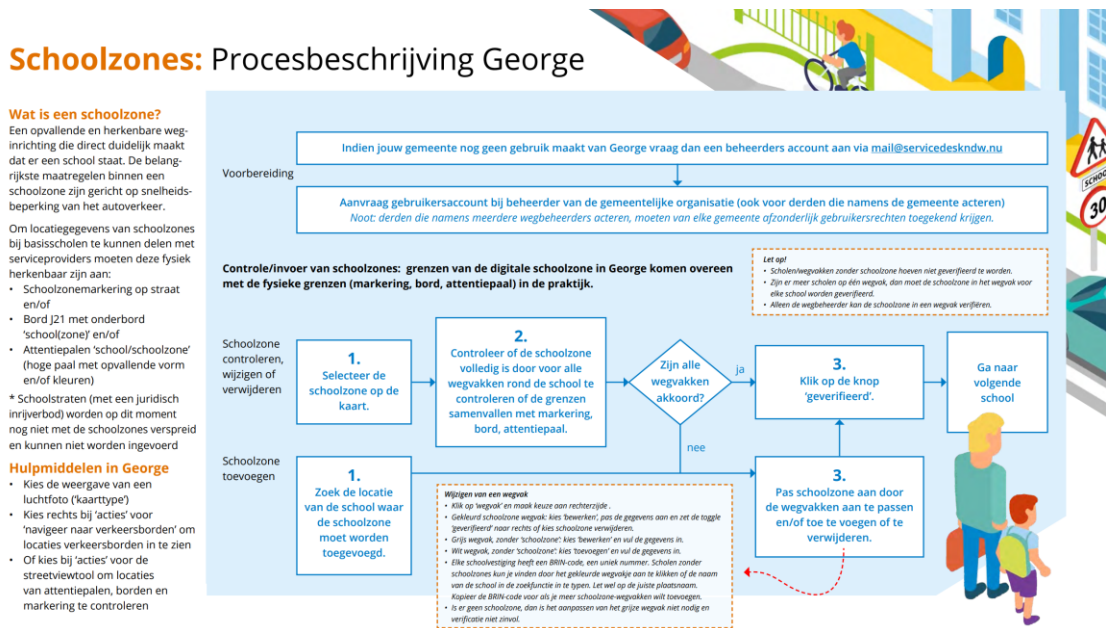 Schoolzones: Procesbeschrijving George
Wat is een schoolzone?
Een opvallende en herkenbare weg-
inrichting die direct duidelijk maakt
dat er een school staat. De belang-
rijkste maatregelen binnen een
schoolzone zijn gericht op snelheids-
beperking van het autoverkeer.
Om locatiegegevens van schoolzones
bij basisscholen te kunnen delen met
serviceproviders moeten deze fysiek
herkenbaar zijn aan:
• Schoolzonemarkering op straat
en/of
• Bord J21 met onderbord
'school(zone)' en/of
• Attentiepalen 'school/schoolzone'
(hoge paal met opvallende vorm
en/of kleuren)
* Schoolstraten (met een juridisch
inrijverbod) worden op dit moment
nog niet met de schoolzones verspreid
en kunnen niet worden ingevoerd
Hulpmiddelen in George
• Kies de weergave van een
luchtfoto ('kaarttype')
• Kies rechts bij 'acties' voor
'navigeer naar verkeersborden' om
locaties verkeersborden in te zien
• Of kies bij 'acties' voor de
streetviewtool om locaties
van attentiepalen, borden en
markering te controleren
Voorbereiding
Indien jouw gemeente nog geen gebruik maakt van George vraag dan een beheerders account aan via mail@servicedeskndw.nu
Aanvraag gebruikersaccount bij beheerder van de gemeentelijke organisatie (ook voor derden die namens de gemeente acteren)
Noot: derden die namens meerdere wegbeheerders acteren, moeten van elke gemeente afzonderlijk gebruikersrechten toegekend krijgen.
Controle/invoer van schoolzones: grenzen van de digitale schoolzone in George komen overeen
met de fysieke grenzen (markering, bord, attentiepaal) in de praktijk.
Let op!
• Scholen/wegvakken zonder schoolzone hoeven niet geverifieerd te worden.
• Zijn er meer scholen op één wegvak, dan moet de schoolzone in het wegvak voor
elke school worden geverifieerd.
• Alleen de wegbeheerder kan de schoolzone in een wegvak verifiëren.
Schoolzone
controleren,
wijzigen of
verwijderen
1.
Selecteer de
schoolzone op de
kaart.
2.
Controleer of de schoolzone
volledig is door voor alle
wegvakken rond de school te
controleren of de grenzen
samenvallen met markering,
bord, attentiepaal.
Zijn alle
wegvakken
akkoord?
ja
nee
3.
Klik op de knop
'geverifieerd'.
Ga naar
volgende
school
Schoolzone
toevoegen
1.
Zoek de locatie
van de school waar
de schoolzone
moet worden
toegevoegd.
Wijzigen van een wegvak
• Klik op 'wegvak' en maak keuze aan rechterzijde .
• Gekleurd schoolzone wegvak: kies 'bewerken', pas de gegevens aan en zet de toggle
'geverifieerd' naar rechts of kies schoolzone verwijderen.
• Grijs wegvak, zonder 'schoolzone': kies 'bewerken' en vul de gegevens in.
• Wit wegvak, zonder 'schoolzone': kies 'toevoegen' en vul de gegevens in.
• Elke schoolvestiging heeft een BRIN-code, een uniek nummer. Scholen zonder
schoolzones kun je vinden door het gekleurde wegvakje aan te klikken of de naam
van de school in de zoekfunctie in te typen. Let wel op de juiste plaatsnaam.
Kopieer de BRIN-code voor als je meer schoolzone-wegvakken wilt toevoegen.
• Is er geen schoolzone, dan is het aanpassen van het grijze wegvak niet nodig en
verificatie niet zinvol.
3.
Pas schoolzone aan door
de wegvakken aan te passen
en/of toe te voegen of te
verwijderen.
SCHOO
30